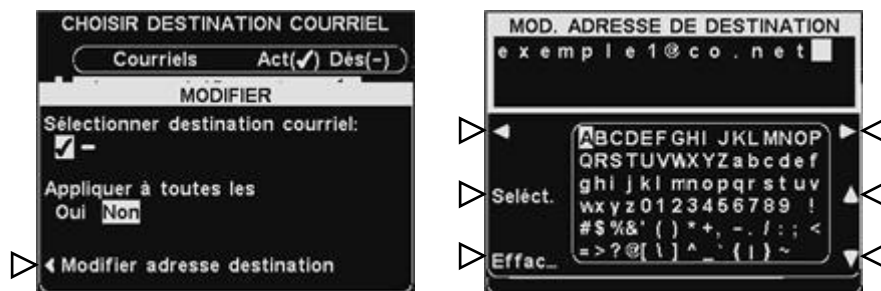 CHOISIR DESTINATION COURRIEL
Courriels Act(✓) Dés(-)
MODIFIER
Sélectionner destination courriel:
✓ -
Appliquer à toutes les
Oui Non
Modifier adresse destination
MOD. ADRESSE DE DESTINATION
exemple1@co.net
ABCDEFGHIJKLMNOP
QRSTUVWXYZabcdef
ghijklmnopqrstuv
Seléct.
wxyz0123456789 !
#$%&'()*+,-./:;<
=>?@[\]^_`{|}~
Effac_